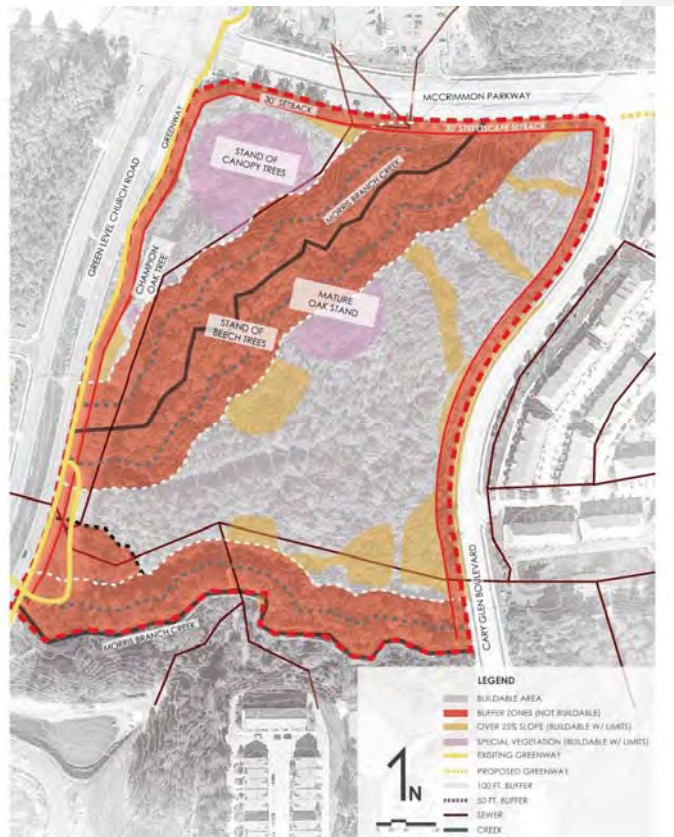 MCCRIMMON PARKWAY
30' SETBACK
30' STREETSCAPE SETBACK
GREENWAY
STAND OF
CANOPY TREES
MORRIS BRANCH CREEK
GREEN LEVEL CHURCH ROAD
CHAMPION
OAK TREE
MATURE
OAK STAND
STAND OF
BEECH TREES
CARY GLEN BOULEVARD
MORRIS BRANCH CREEK
LEGEND
BUILDABLE AREA
BUFFER ZONES (NOT BUILDABLE)
OVER 25% SLOPE (BUILDABLE W/ LIMITS)
SPECIAL VEGETATION (BUILDABLE W/ LIMITS)
EXISITING GREENWAY
PROPOSED GREENWAY
100 FT. BUFFER
50 FT. BUFFER
SEWER
CREEK
N